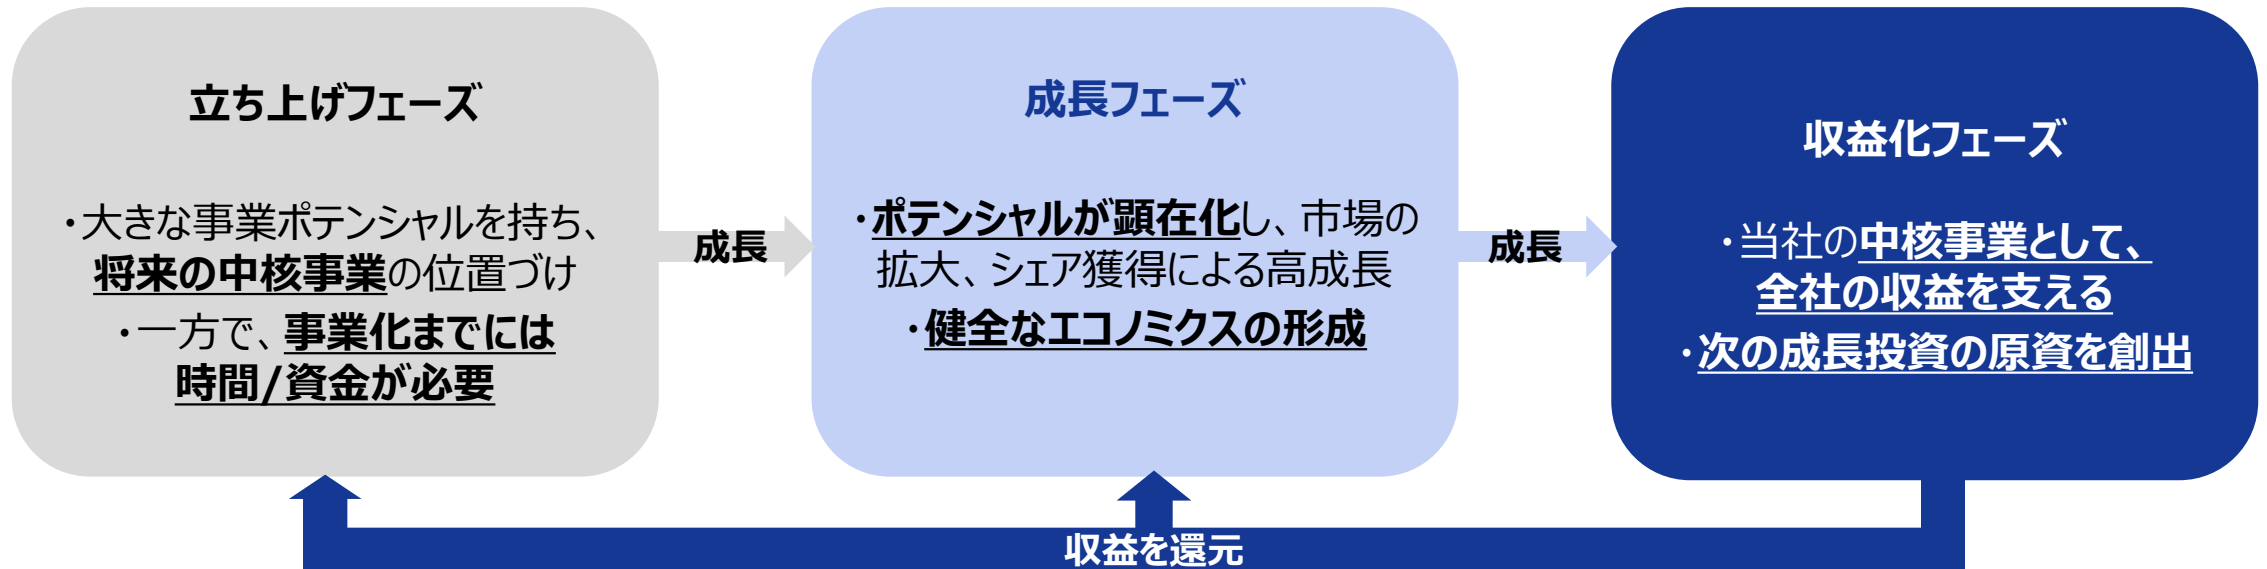 立ち上げフェーズ
・大きな事業ポテンシャルを持ち、
将来の中核事業の位置づけ
・一方で、事業化までには
時間/資金が必要
成長
成長フェーズ
・ポテンシャルが顕在化し、市場の
拡大、シェア獲得による高成長
・健全なエコノミクスの形成
成長
収益化フェーズ
・当社の中核事業として、
全社の収益を支える
・次の成長投資の原資を創出
収益を還元